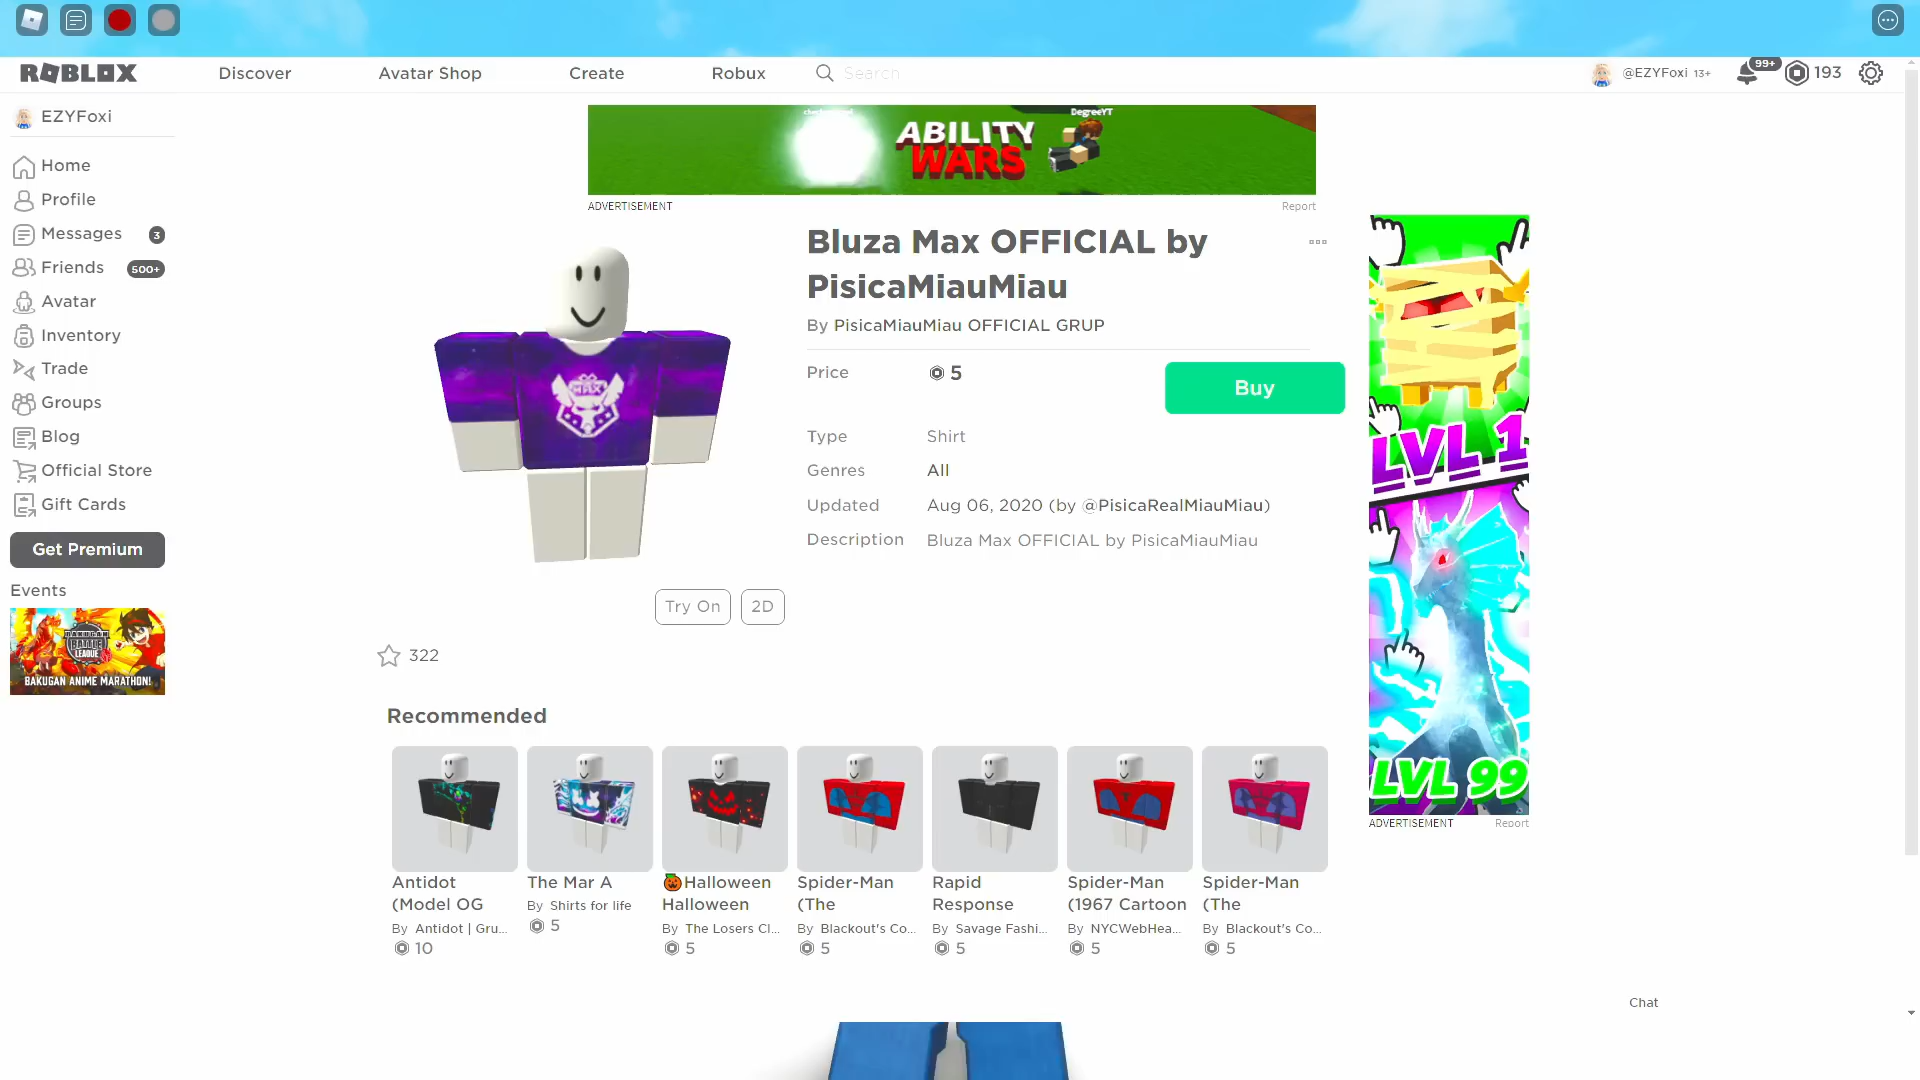 ROBLOX
Discover
Avatar Shop
Create
Robux
Search
@EZYFoxi 13+
99+
193
EZYFoxi
Home
Profile
Messages 3
Friends 500+
Avatar
Inventory
Trade
Groups
Blog
Official Store
Gift Cards
Get Premium
Events
BAKUGAN
BATTLE
LEAGUE
BAKUGAN ANIME MARATHON!
DegreeYT
ABILITY
WARS
ADVERTISEMENT
Report
Bluza Max OFFICIAL by
PisicaMiauMiau
By PisicaMiauMiau OFFICIAL GRUP
Price 5
Buy
Type Shirt
Genres All
Updated Aug 06, 2020 (by @PisicaRealMiauMiau)
Description Bluza Max OFFICIAL by PisicaMiauMiau
MAX
Try On
2D
322
LVL 1
LVL 99
ADVERTISEMENT
Report
Recommended
Antidot
(Model OG
By Antidot | Gru...
10
The Mar A
By Shirts for life
5
🎃Halloween
Halloween
By The Losers Cl...
5
Spider-Man
(The
By Blackout's Co...
5
Rapid
Response
By Savage Fashi...
5
Spider-Man
(1967 Cartoon
By NYCWebHea...
5
Spider-Man
(The
By Blackout's Co...
5
Chat